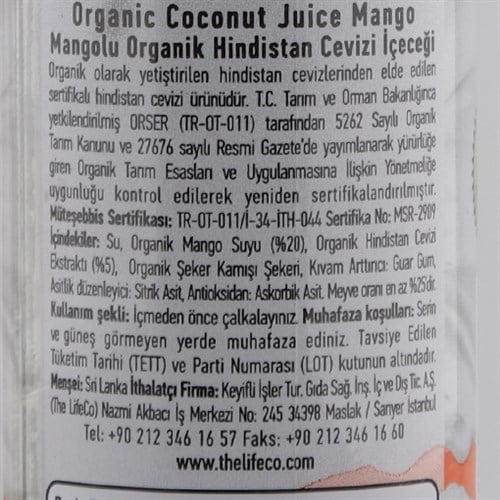 Organic Coconut Juice Mango
Mangolu Organik Hindistan Cevizi İçeceği
Organik olarak yetiştirilen hindistan cevizlerinden elde edilen
sertifikalı hindistan cevizi ürünüdür. T.C. Tarım ve Orman Bakanlığınca
yetkilendirilmiş ORSER (TR-OT-011) tarafından 5262 Sayılı Organik
Tarım Kanunu ve 27676 sayılı Resmi Gazete'de yayımlanarak yürürlüğe
giren Organik Tarım Esasları ve Uygulanmasına İlişkin Yönetmeliğe
uygunluğu kontrol edilerek yeniden sertifikalandırılmıştır.
Müteşebbis Sertifikası: TR-OT-011/İ-34-İTH-044 Sertifika No: MSR-2909
İçindekiler: Su, Organik Mango Suyu (%20), Organik Hindistan Cevizi
Ekstraktı (%5), Organik Şeker Kamışı Şekeri, Kıvam Arttırıcı: Guar Gum,
Asitlik düzenleyici: Sitrik Asit, Antioksidan: Askorbik Asit. Meyve oranı en az %25'dir.
Kullanım şekli: İçmeden önce çalkalayınız. Muhafaza koşulları: Serin
ve güneş görmeyen yerde muhafaza ediniz. Tavsiye Edilen
Tüketim Tarihi (TETT) ve Parti Numarası (LOT) kutunun altındadır.
Menşei: Sri Lanka İthalatçı Firma: Keyifli İşler Tur. Gıda Sağ. İnş. İç ve Dış Tic. A.Ş.
(The LifeCo) Nazmi Akbacı İş Merkezi No: 245 34398 Maslak / Sarıyer İstanbul
Tel: +90 212 346 16 57 Faks: +90 212 346 16 60
www.thelifeco.com